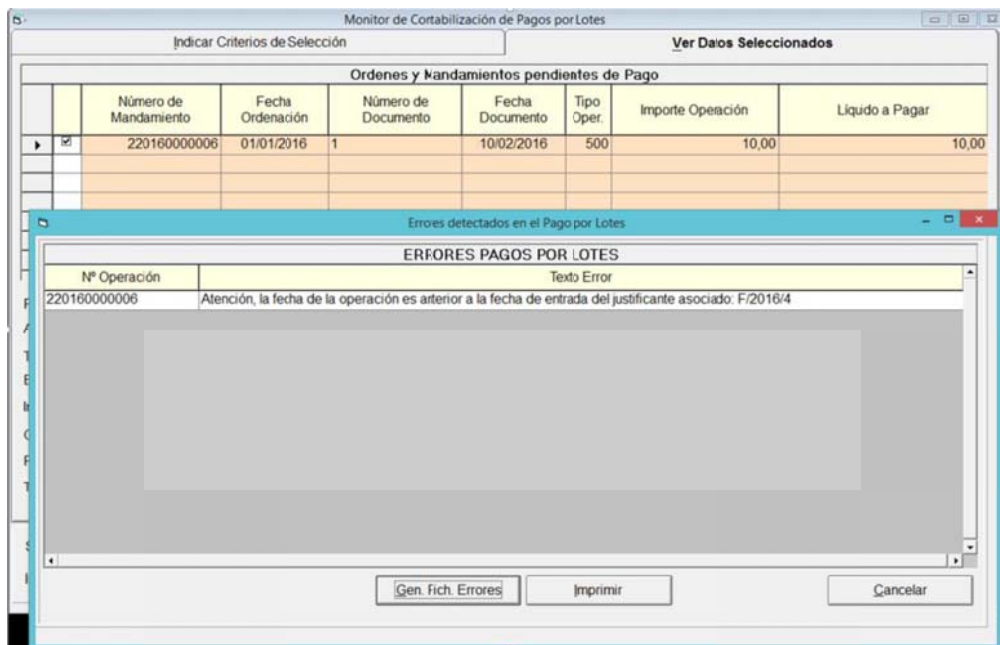 Monitor de Contabilización de Pagos por Lotes
Indicar Criterios de Selección
Ver Datos Seleccionados
Ordenes y Mandamientos pendientes de Pago
Número de Mandamiento
Fecha Ordenación
Número de Documento
Fecha Documento
Tipo Oper.
Importe Operación
Líquido a Pagar
220160000006 01/01/2016 1 10/02/2016 500 10,00 10,00
Errores detectados en el Pago por Lotes
ERRORES PAGOS POR LOTES
Nº Operación Texto Error
220160000006 Atención, la fecha de la operación es anterior a la fecha de entrada del justificante asociado: F/2016/4
Gen. Fich. Errores Imprimir Cancelar